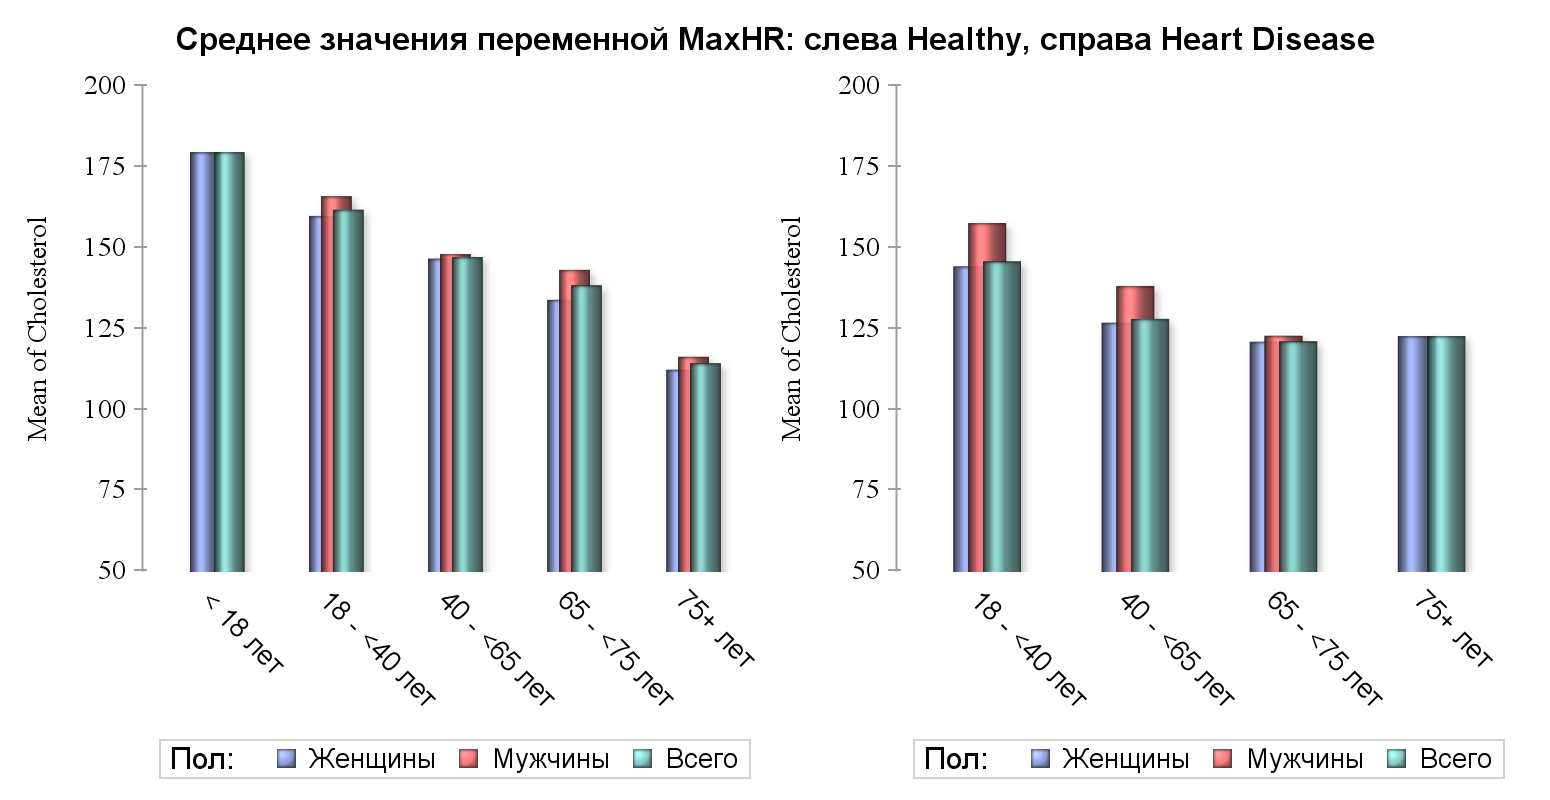 Среднее значения переменной MaxHR: слева Healthy, справа Heart Disease
Mean of Cholesterol
200
175
150
125
100
75
50
< 18 лет
18 - <40 лет
40 - <65 лет
65 - <75 лет
75+ лет
Пол: Женщины Мужчины Всего
Mean of Cholesterol
200
175
150
125
100
75
50
18 - <40 лет
40 - <65 лет
65 - <75 лет
75+ лет
Пол: Женщины Мужчины Всего